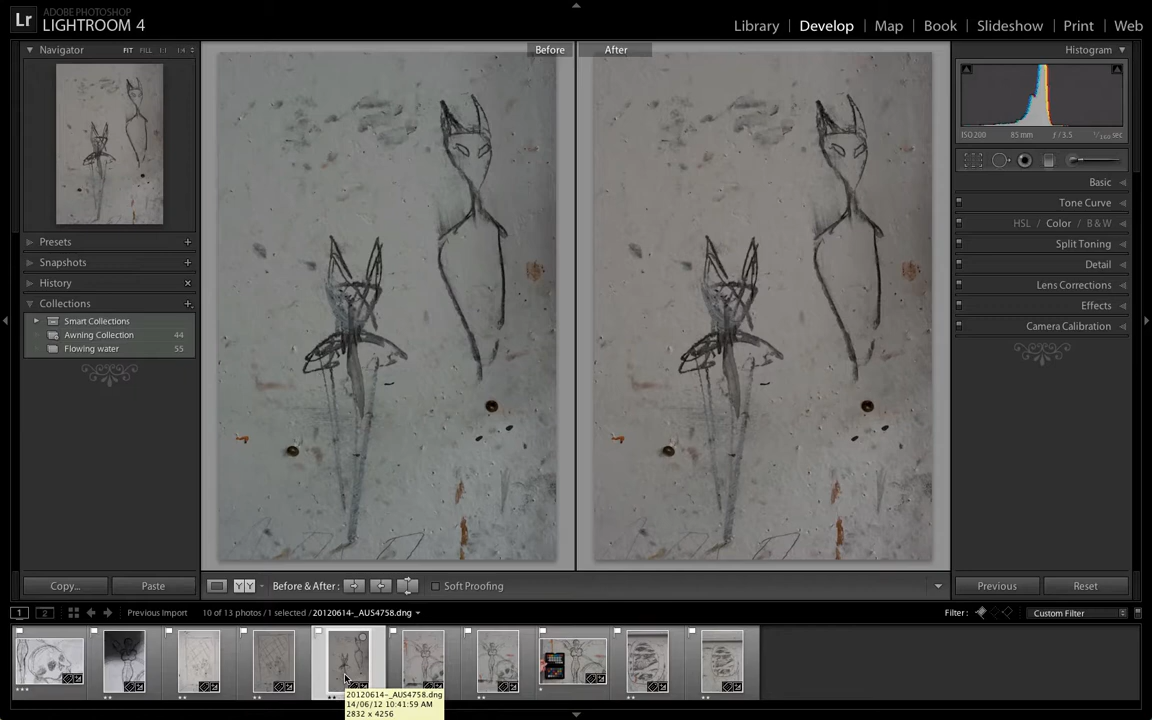 Lr
ADOBE PHOTOSHOP
LIGHTROOM 4
Library | Develop | Map | Book | Slideshow | Print | Web
Navigator FIT FILL 1:1 1:4
Before After
Histogram
ISO200 85mm f / 3.5
Basic
Tone Curve
HSL / Color / B & W
Split Toning
Detail
Lens Corrections
Effects
Camera Calibration
Presets
Snapshots
History
Collections
Smart Collections
Awning Collection 44
Flowing water 55
Copy... Paste
YY Before & After : Soft Proofing
Previous Reset
1 2 Previous Import 10 of 13 photos / 1 selected / 20120614-_AUS4758.dng
Filter : Custom Filter
20120614-_AUS4758.dng
14/06/12 10:41:59 AM
2832 x 4256